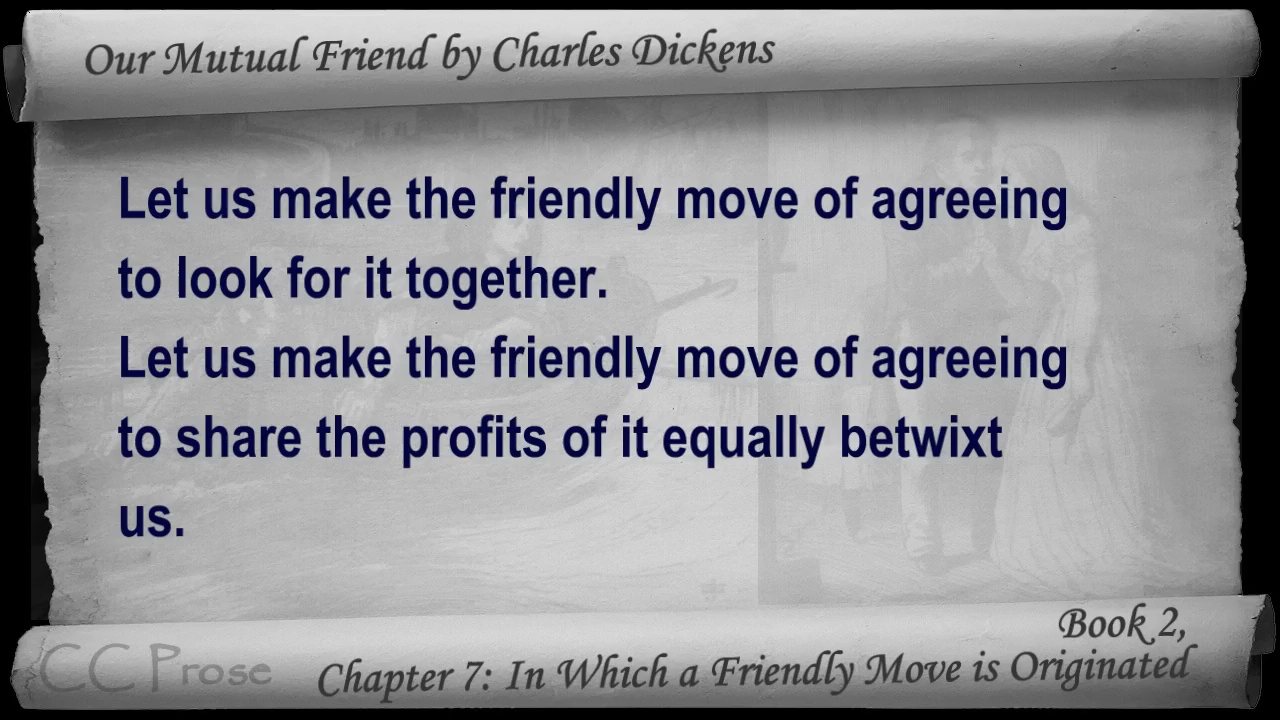 Our Mutual Friend by Charles Dickens
Let us make the friendly move of agreeing
to look for it together.
Let us make the friendly move of agreeing
to share the profits of it equally betwixt
us.
Book 2,
CC Prose
Chapter 7: In Which a Friendly Move is Originated